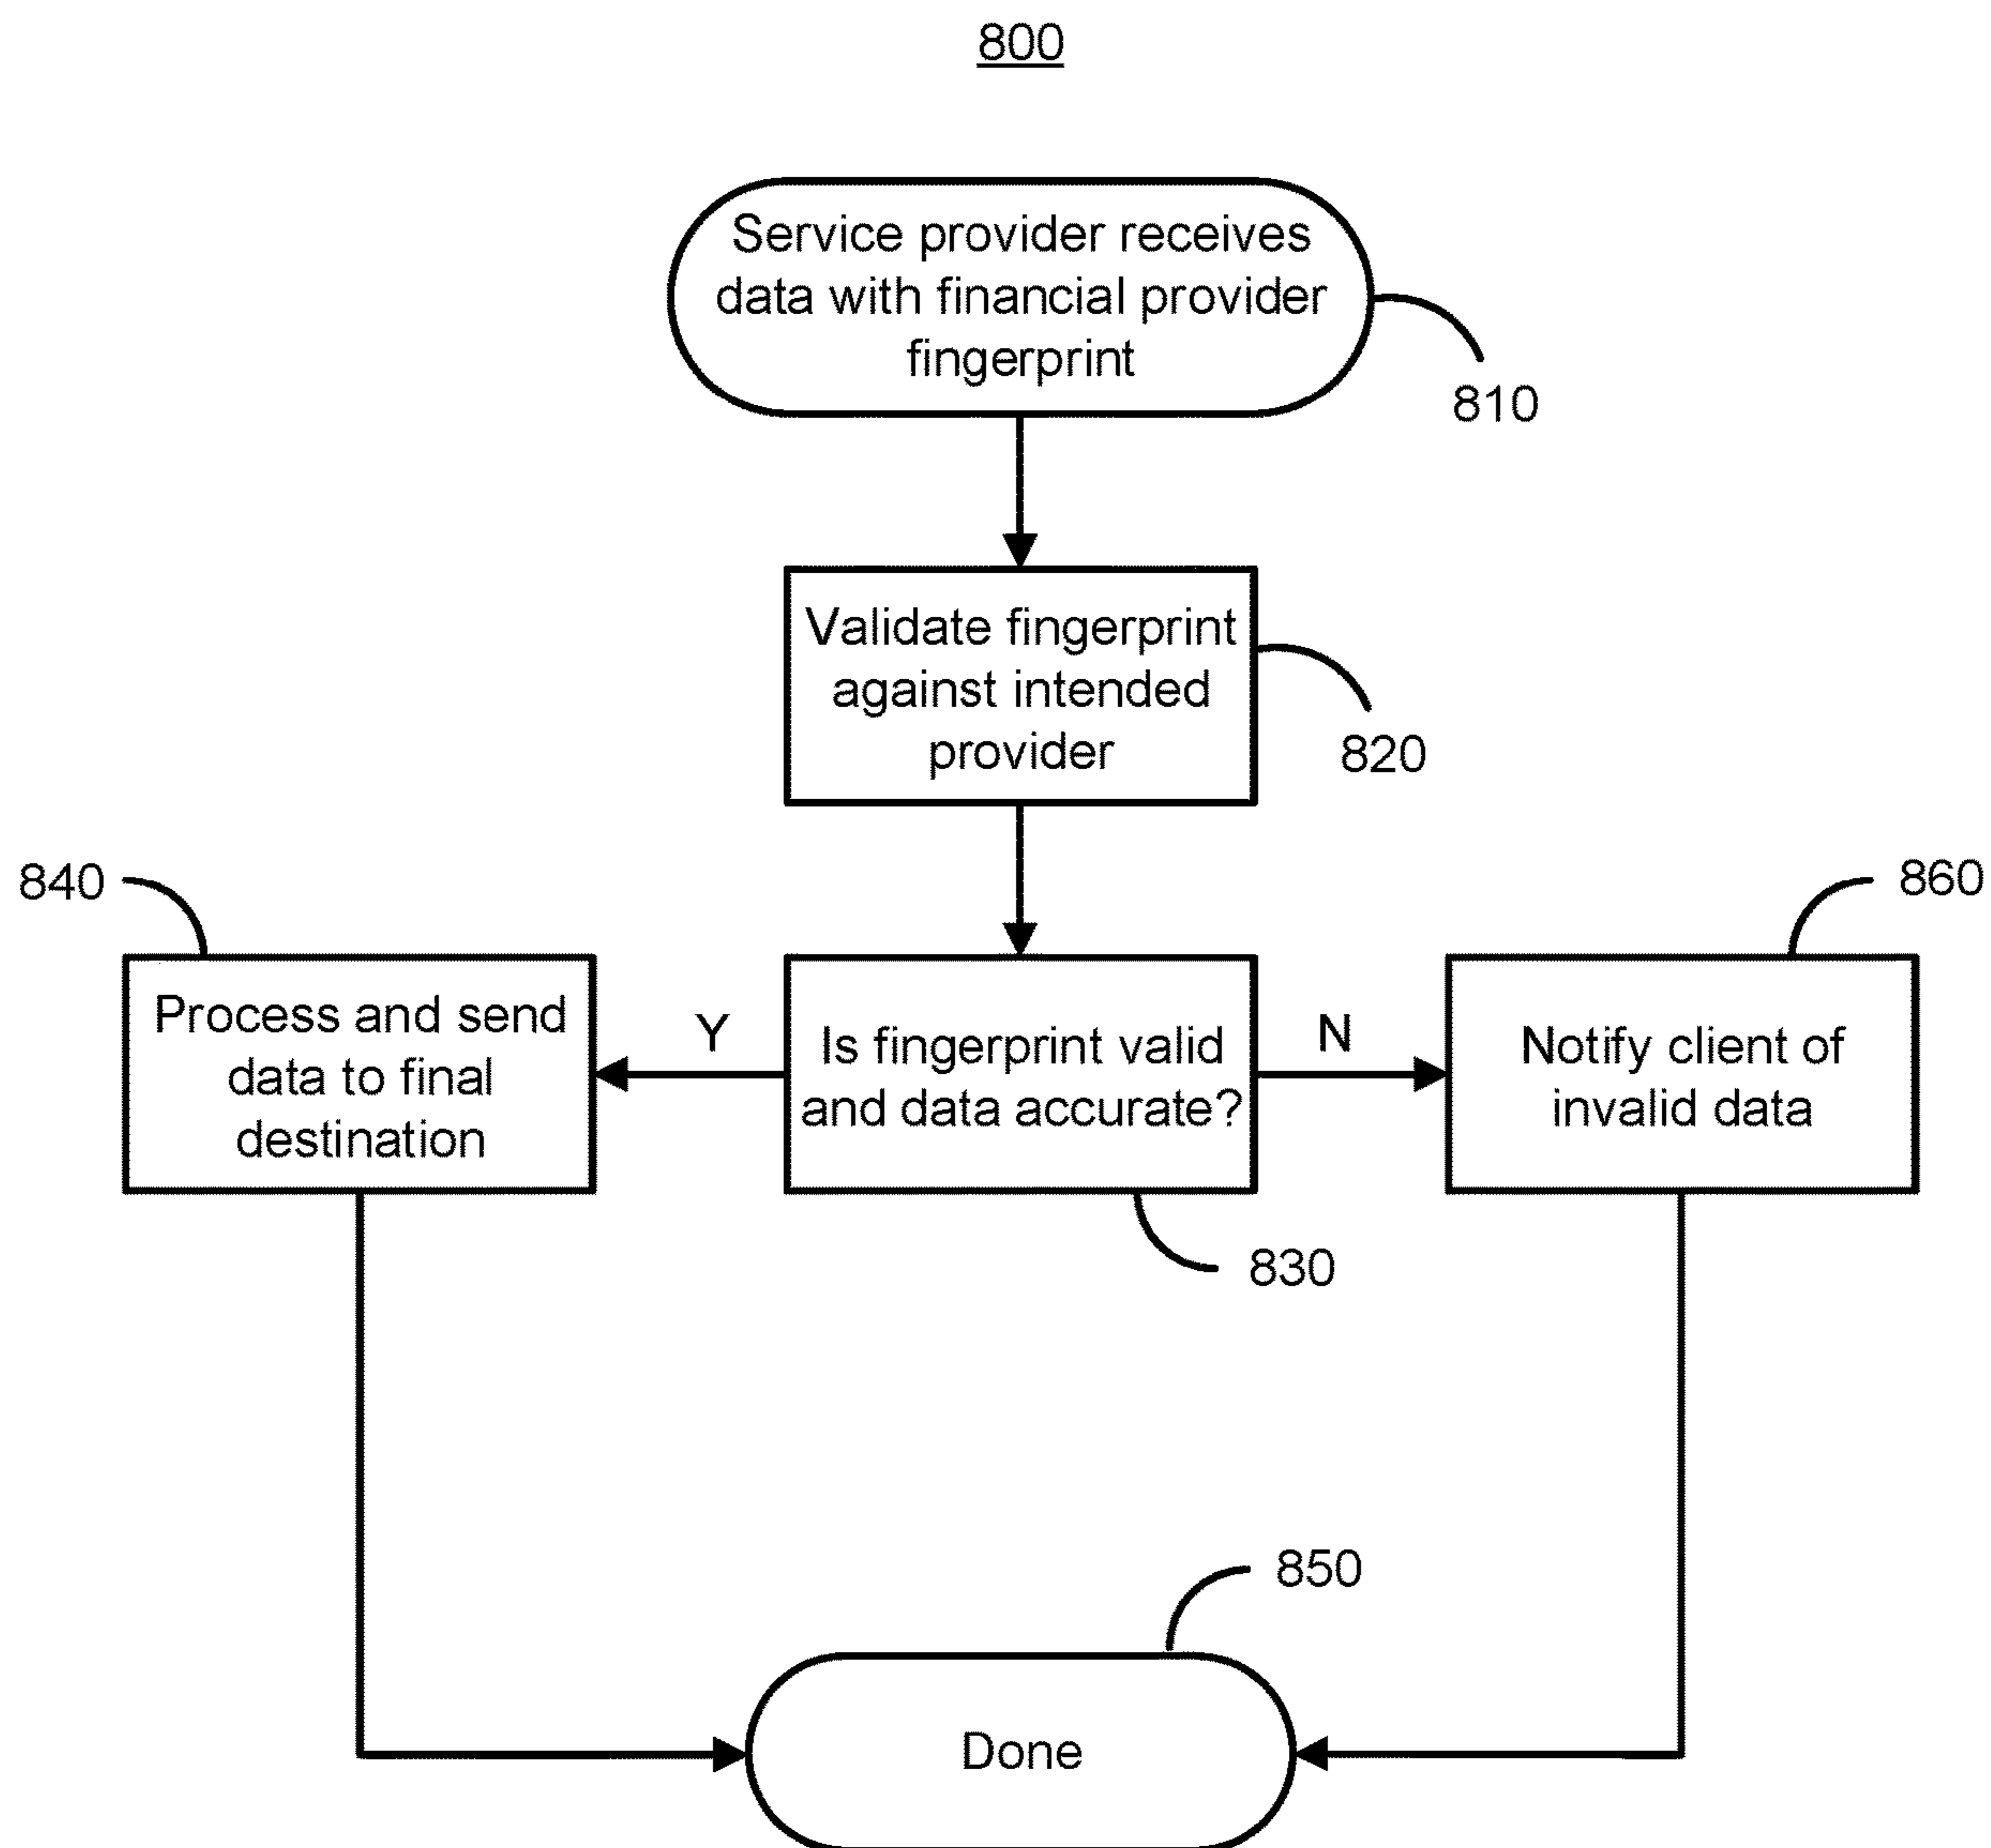 800
Service provider receives
data with financial provider
fingerprint
810
Validate fingerprint
against intended
provider
820
840
860
Process and send
data to final
destination
Y
Is fingerprint valid
and data accurate?
N
Notify client of
invalid data
830
850
Done